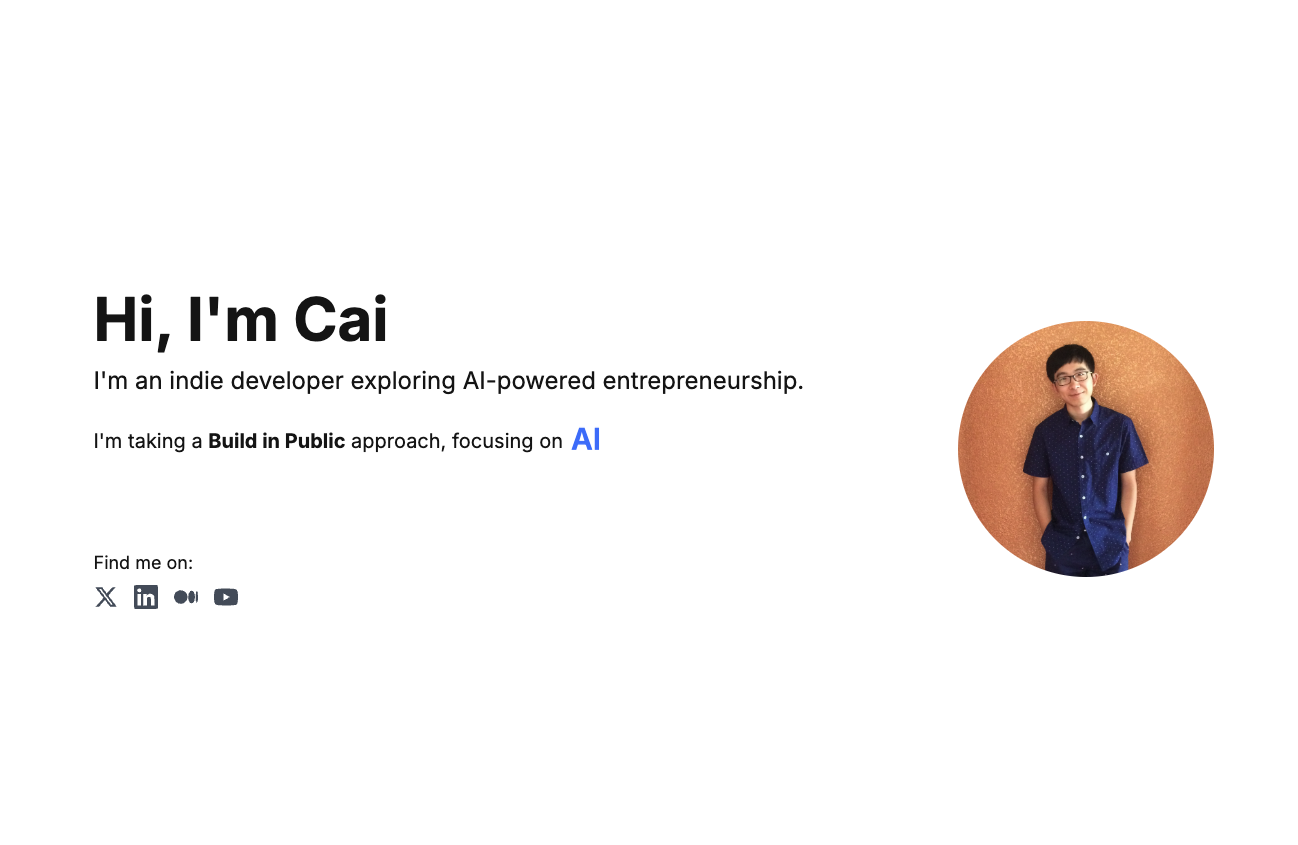 Hi, I'm Cai
I'm an indie developer exploring AI-powered entrepreneurship.
I'm taking a Build in Public approach, focusing on AI
Find me on: